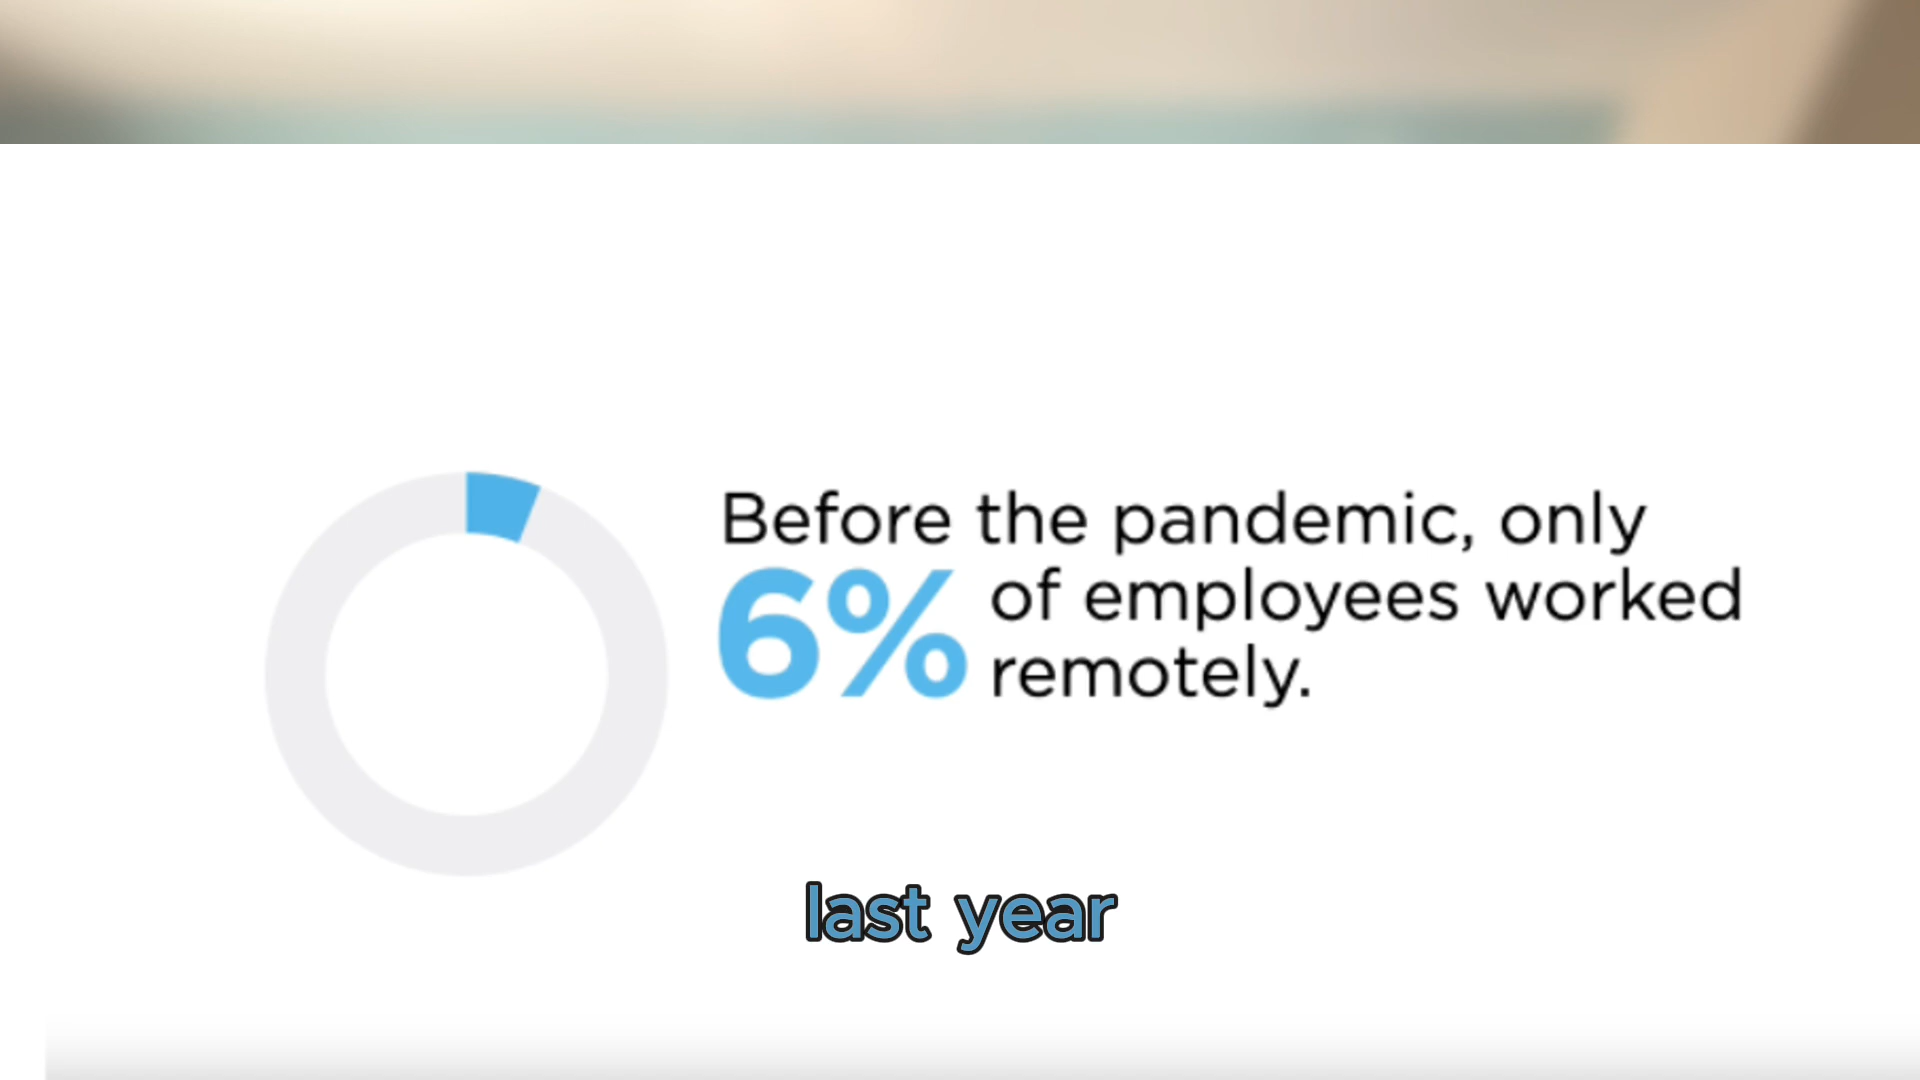 Before the pandemic, only
6% of employees worked
remotely.
last year